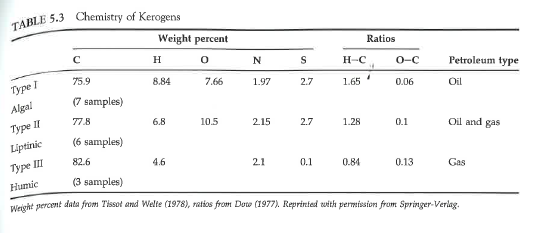 TABLE 5.3 Chemistry of Kerogens
Weight percent Ratios
C H O N S H–C O–C Petroleum type
Type I 75.9 8.84 7.66 1.97 2.7 1.65 0.06 Oil
Algal (7 samples)
Type II 77.8 6.8 10.5 2.15 2.7 1.28 0.1 Oil and gas
Liptinic (6 samples)
Type III 82.6 4.6 2.1 0.1 0.84 0.13 Gas
Humic (3 samples)
Weight percent data from Tissot and Welte (1978), ratios from Dow (1977). Reprinted with permission from Springer-Verlag.